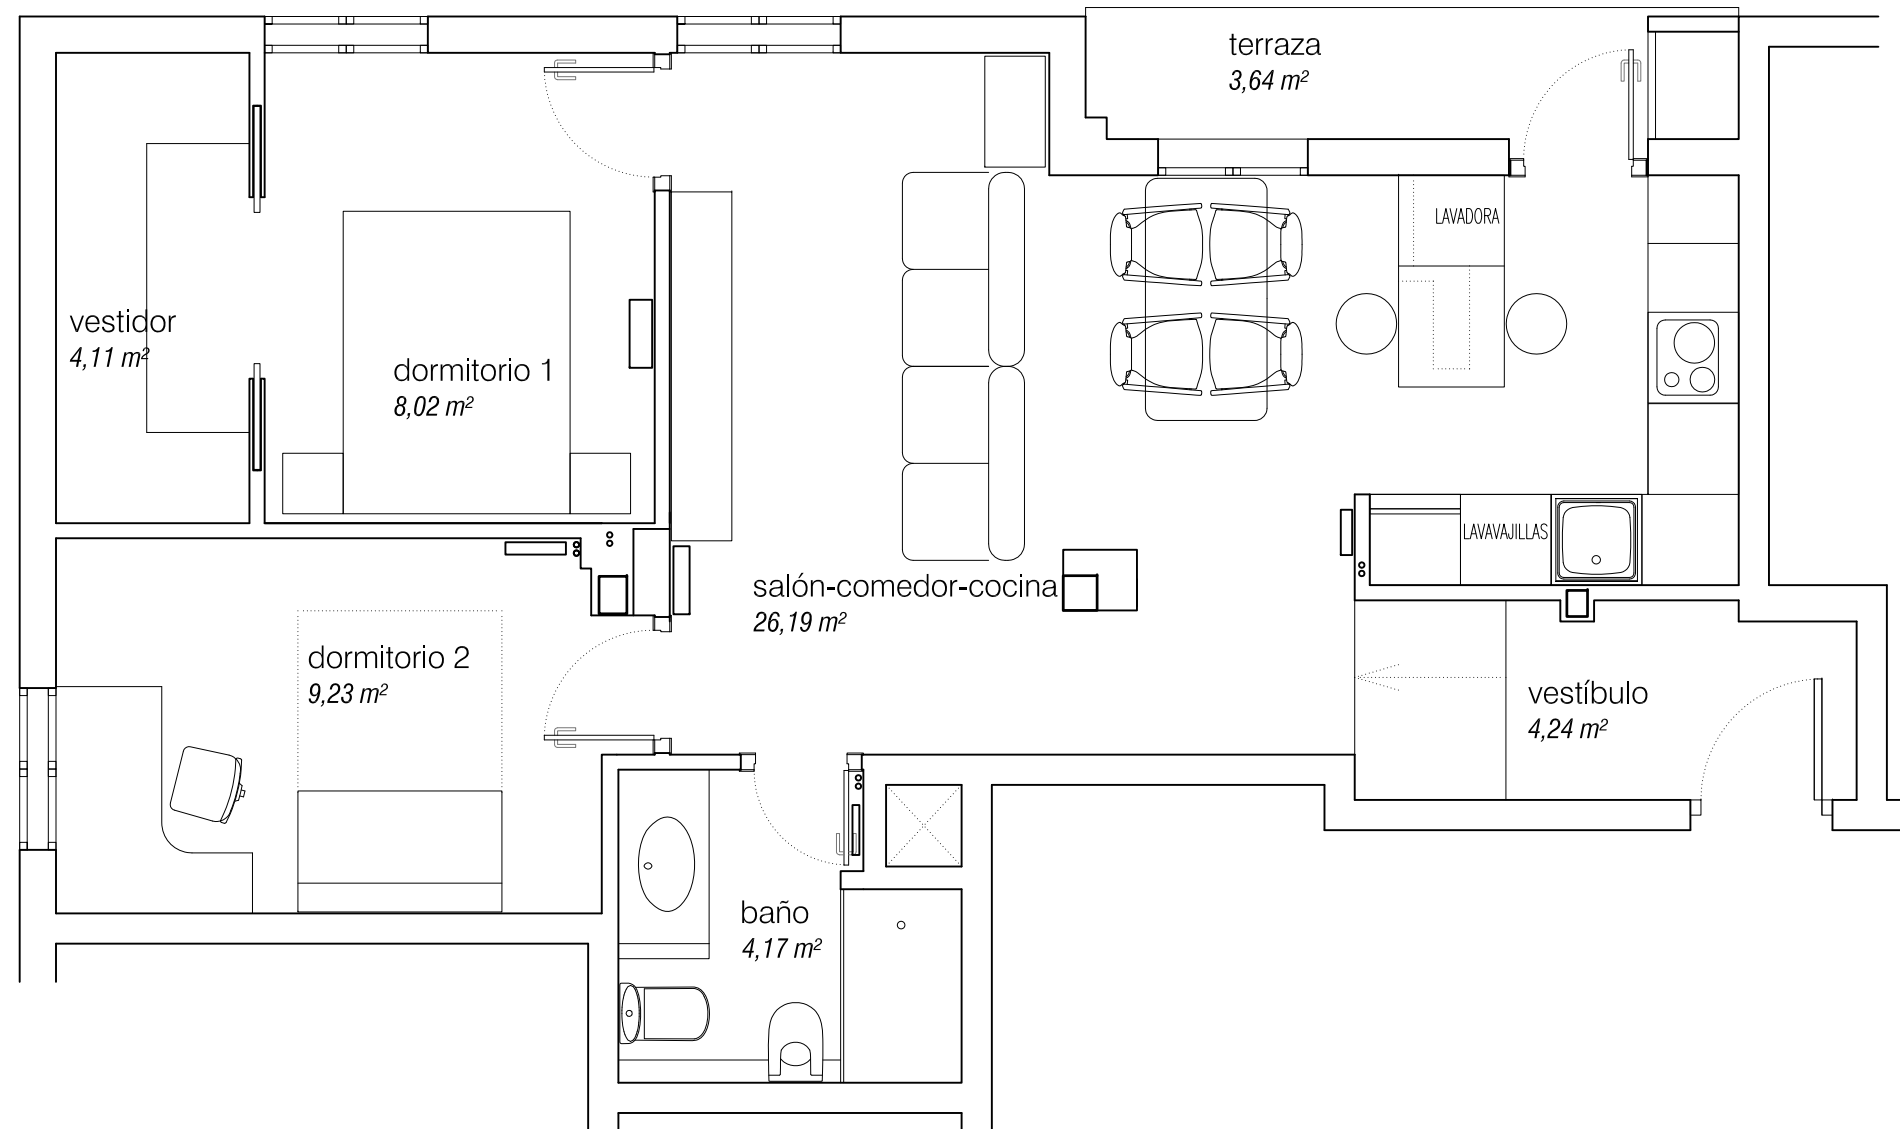 terraza
3,64 m²
LAVADORA
vestidor
4,11 m²
dormitorio 1
8,02 m²
LAVAVAJILLAS
salón-comedor-cocina
26,19 m²
dormitorio 2
9,23 m²
vestíbulo
4,24 m²
baño
4,17 m²